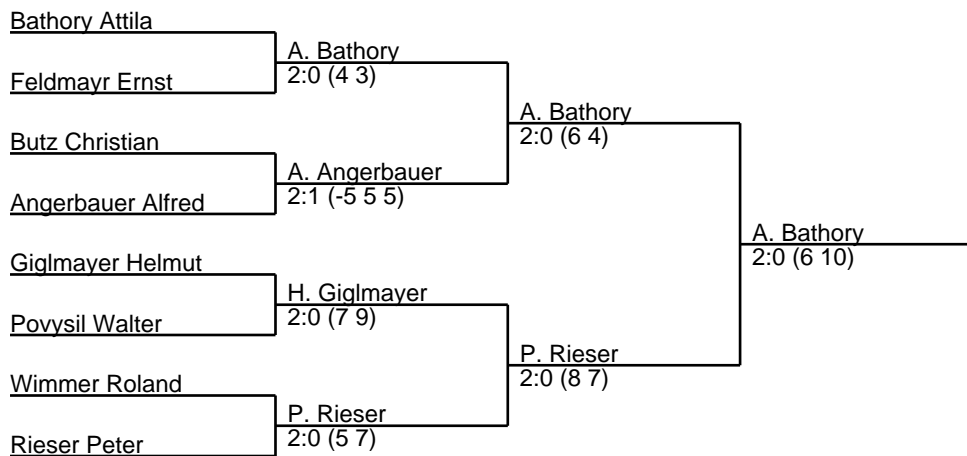 Bathory Attila
A. Bathory
2:0 (4 3)
Feldmayr Ernst
A. Bathory
2:0 (6 4)
Butz Christian
A. Angerbauer
2:1 (-5 5 5)
Angerbauer Alfred
A. Bathory
2:0 (6 10)
Giglmayer Helmut
H. Giglmayer
2:0 (7 9)
Povysil Walter
P. Rieser
2:0 (8 7)
Wimmer Roland
P. Rieser
2:0 (5 7)
Rieser Peter